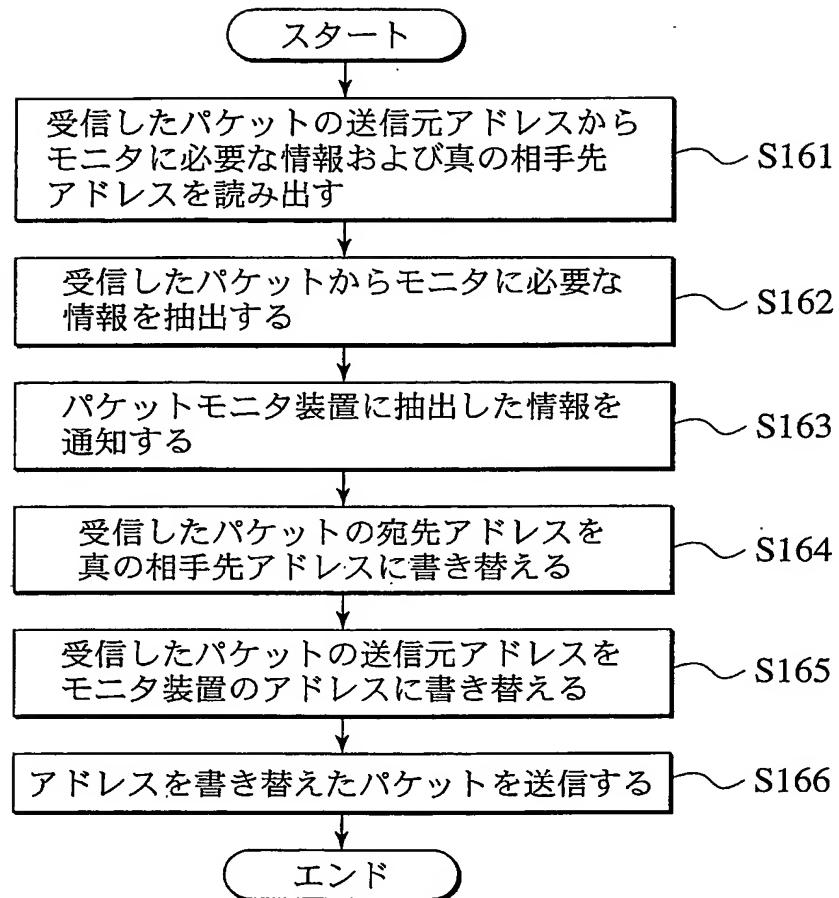 スタート
受信したパケットの送信元アドレスから
モニタに必要な情報および真の相手先
アドレスを読み出す
S161
受信したパケットからモニタに必要な
情報を抽出する
S162
パケットモニタ装置に抽出した情報を
通知する
S163
受信したパケットの宛先アドレスを
真の相手先アドレスに書き替える
S164
受信したパケットの送信元アドレスを
モニタ装置のアドレスに書き替える
S165
アドレスを書き替えたパケットを送信する
S166
エンド